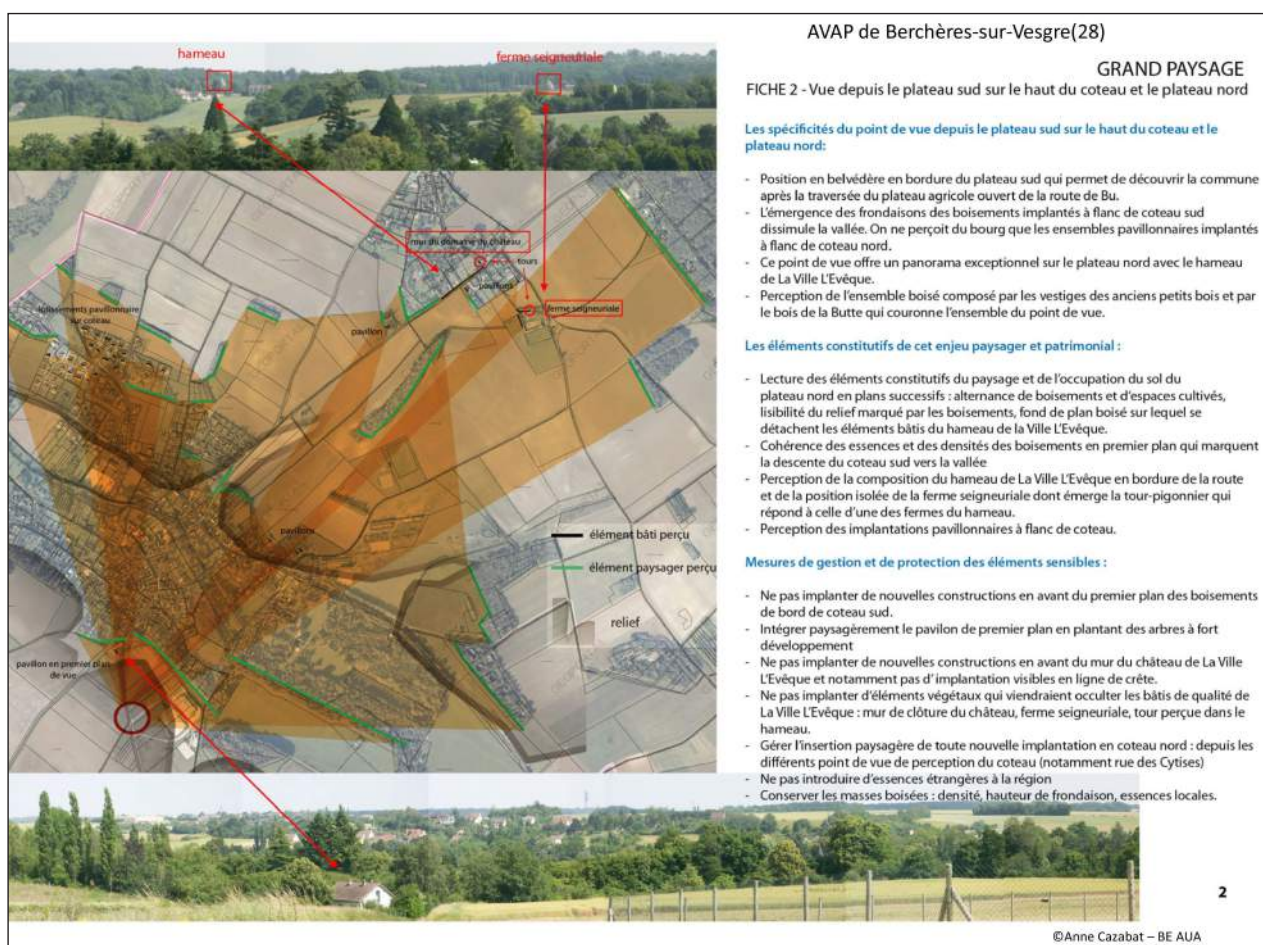 AVAP de Berchères-sur-Vesgre(28)
GRAND PAYSAGE
FICHE 2 - Vue depuis le plateau sud sur le haut du coteau et le plateau nord
hameau
ferme seigneuriale
mur du domaine du château
tours
pavillons
ferme seigneuriale
pavillon
lotissements pavillonnaire
sur coteau
pavillons
élément bâti perçu
élément paysager perçu
relief
pavillon en premier plan
de vue
Les spécificités du point de vue depuis le plateau sud sur le haut du coteau et le
plateau nord:
- Position en belvédère en bordure du plateau sud qui permet de découvrir la commune
après la traversée du plateau agricole ouvert de la route de Bu.
- L'émergence des frondaisons des boisements implantés à flanc de coteau sud
dissimule la vallée. On ne perçoit du bourg que les ensembles pavillonnaires implantés
à flanc de coteau nord.
- Ce point de vue offre un panorama exceptionnel sur le plateau nord avec le hameau
de La Ville L'Evêque.
- Perception de l'ensemble boisé composé par les vestiges des anciens petits bois et par
le bois de la Butte qui couronne l'ensemble du point de vue.
Les éléments constitutifs de cet enjeu paysager et patrimonial :
- Lecture des éléments constitutifs du paysage et de l'occupation du sol du
plateau nord en plans successifs : alternance de boisements et d'espaces cultivés,
lisibilité du relief marqué par les boisements, fond de plan boisé sur lequel se
détachent les éléments bâtis du hameau de la Ville L'Evêque.
- Cohérence des essences et des densités des boisements en premier plan qui marquent
la descente du coteau sud vers la vallée
- Perception de la composition du hameau de La Ville L'Evêque en bordure de la route
et de la position isolée de la ferme seigneuriale dont émerge la tour-pigonnier qui
répond à celle d'une des fermes du hameau.
- Perception des implantations pavillonnaires à flanc de coteau.
Mesures de gestion et de protection des éléments sensibles :
- Ne pas implanter de nouvelles constructions en avant du premier plan des boisements
de bord de coteau sud.
- Intégrer paysagèrement le pavilon de premier plan en plantant des arbres à fort
développement
- Ne pas implanter de nouvelles constructions en avant du mur du château de La Ville
L'Evêque et notamment pas d'implantation visibles en ligne de crête.
- Ne pas implanter d'éléments végétaux qui viendraient occulter les bâtis de qualité de
La Ville L'Evêque : mur de clôture du château, ferme seigneuriale, tour perçue dans le
hameau.
- Gérer l'insertion paysagère de toute nouvelle implantation en coteau nord : depuis les
différents point de vue de perception du coteau (notamment rue des Cytises)
- Ne pas introduire d'essences étrangères à la région
- Conserver les masses boisées : densité, hauteur de frondaison, essences locales.
2
©Anne Cazabat – BE AUA